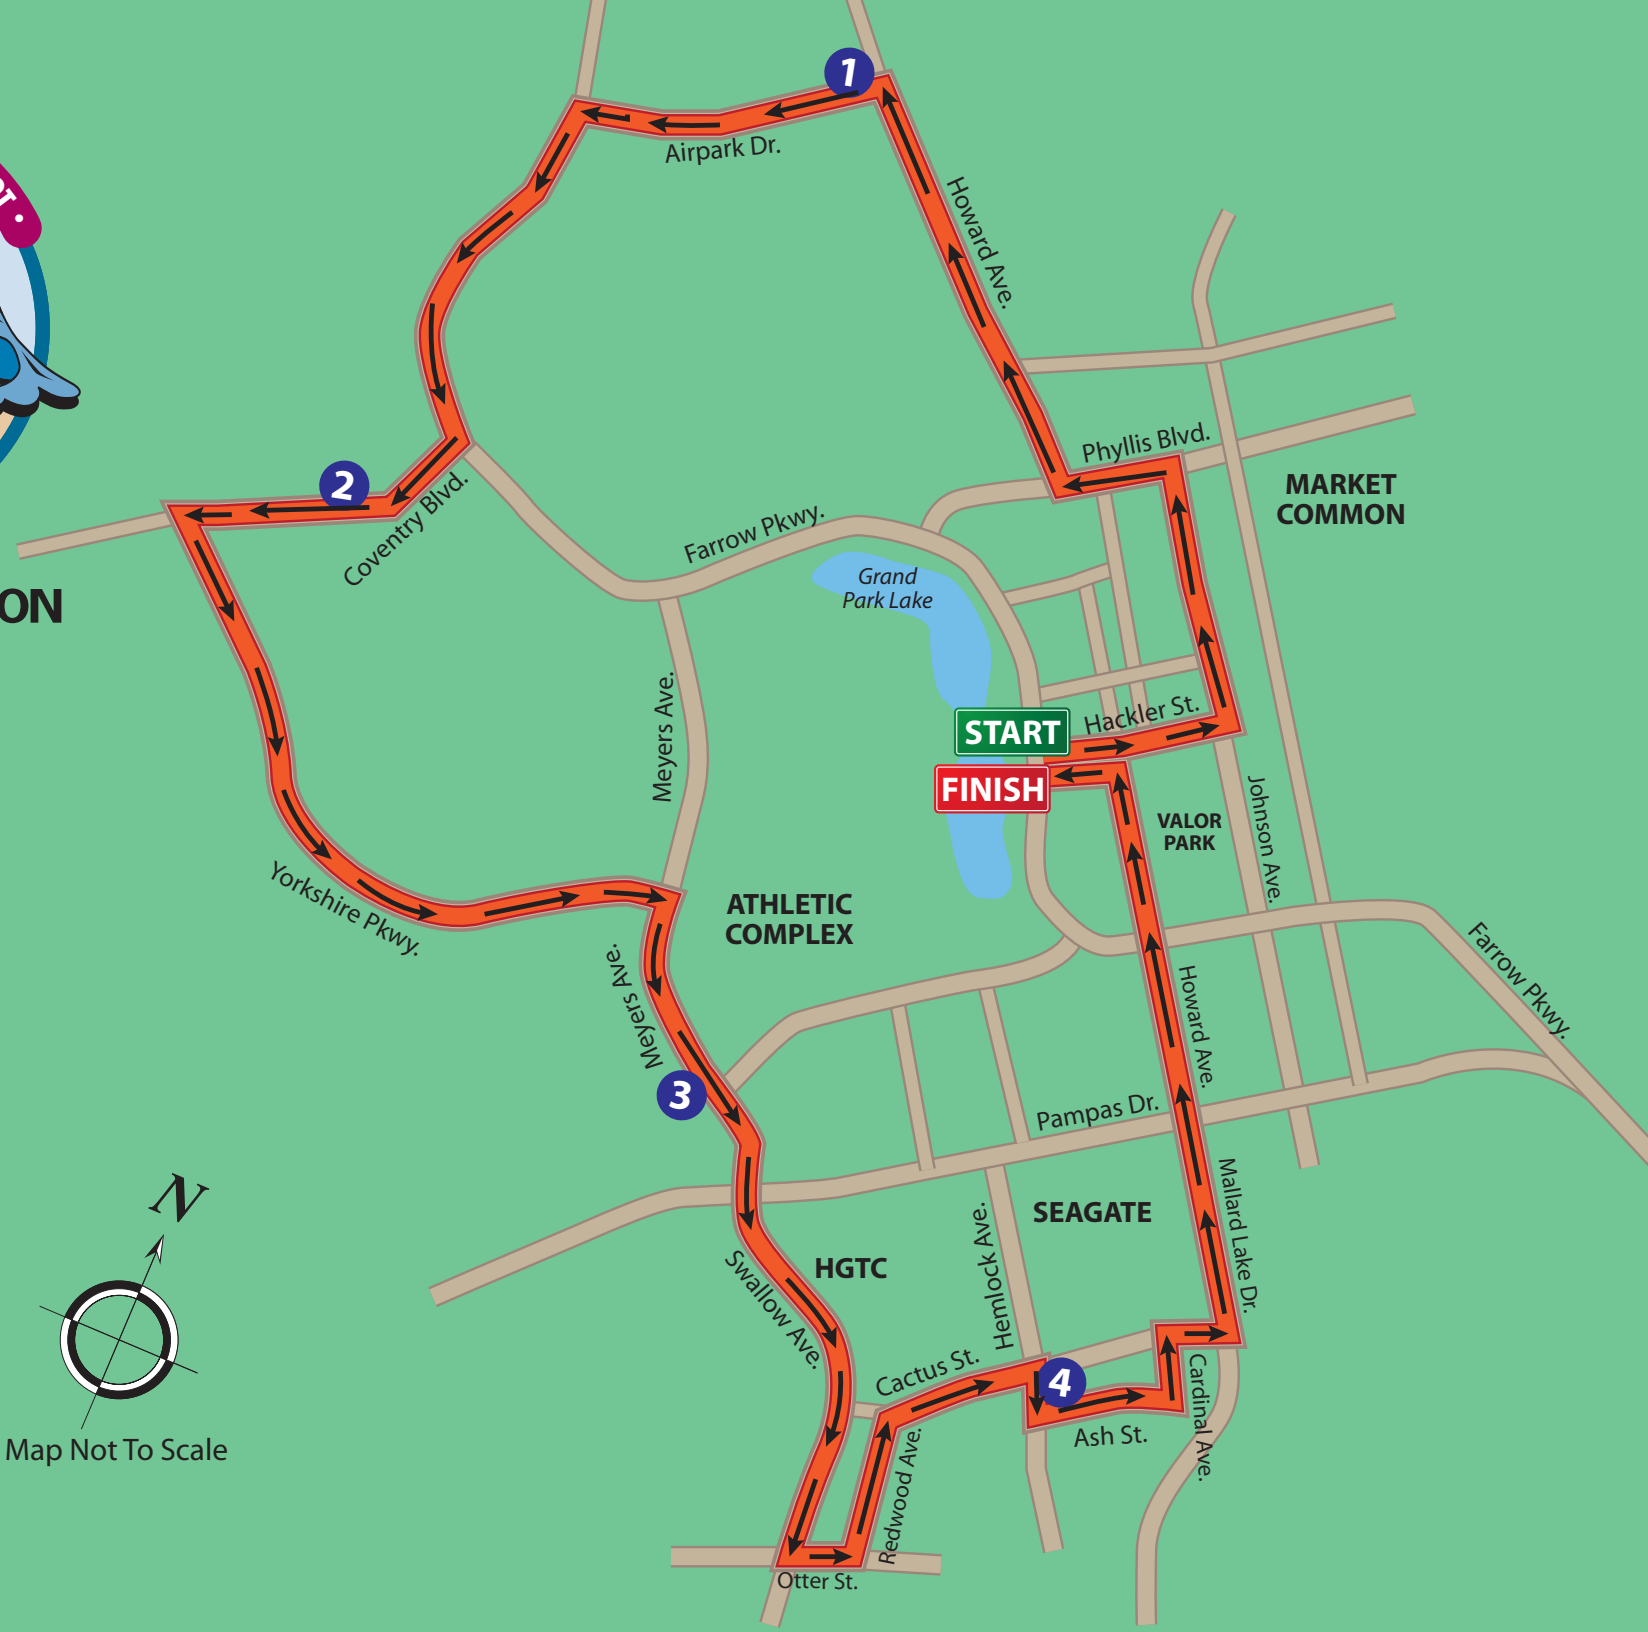 1
Airpark Dr.
Howard Ave.
Phyllis Blvd.
2
MARKET
COMMON
Coventry Blvd.
Farrow Pkwy.
Grand
Park Lake
ON
Meyers Ave.
START
Hackler St.
FINISH
Johnson Ave.
VALOR
PARK
Yorkshire Pkwy.
ATHLETIC
COMPLEX
Meyers Ave.
Howard Ave.
Farrow Pkwy.
3
Pampas Dr.
N
SEAGATE
Mallard Lake Dr.
Hemlock Ave.
HGTC
Swallow Ave.
Cactus St.
4
Cardinal Ave.
Ash St.
Map Not To Scale
Redwood Ave.
Otter St.